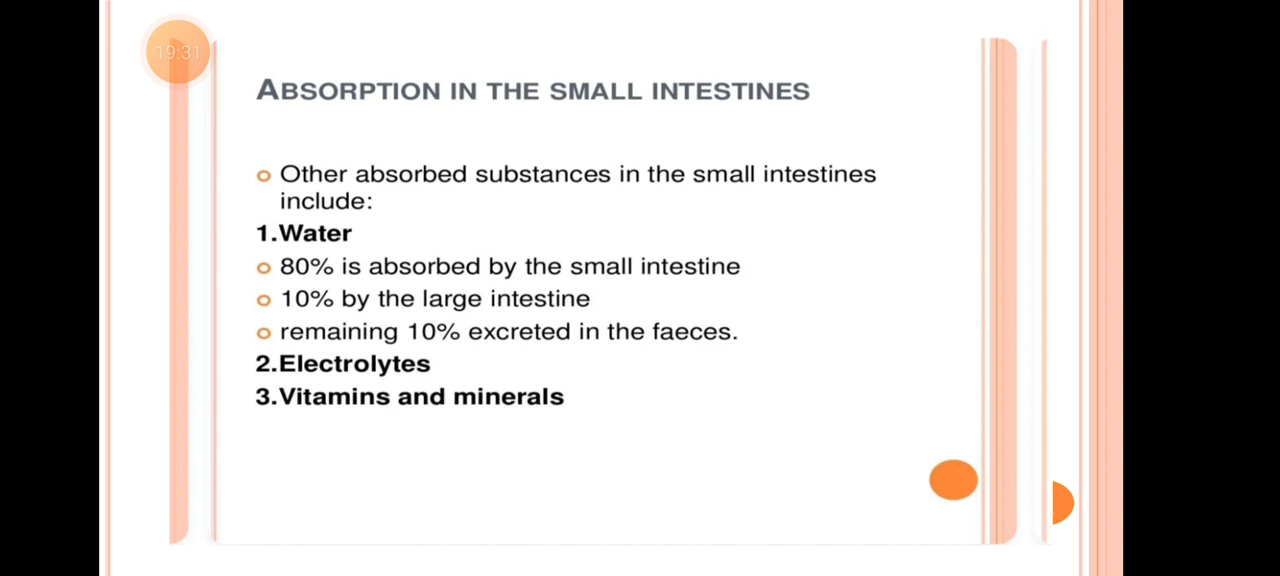 19:31
ABSORPTION IN THE SMALL INTESTINES
Other absorbed substances in the small intestines
include:
1.Water
80% is absorbed by the small intestine
10% by the large intestine
remaining 10% excreted in the faeces.
2.Electrolytes
3.Vitamins and minerals